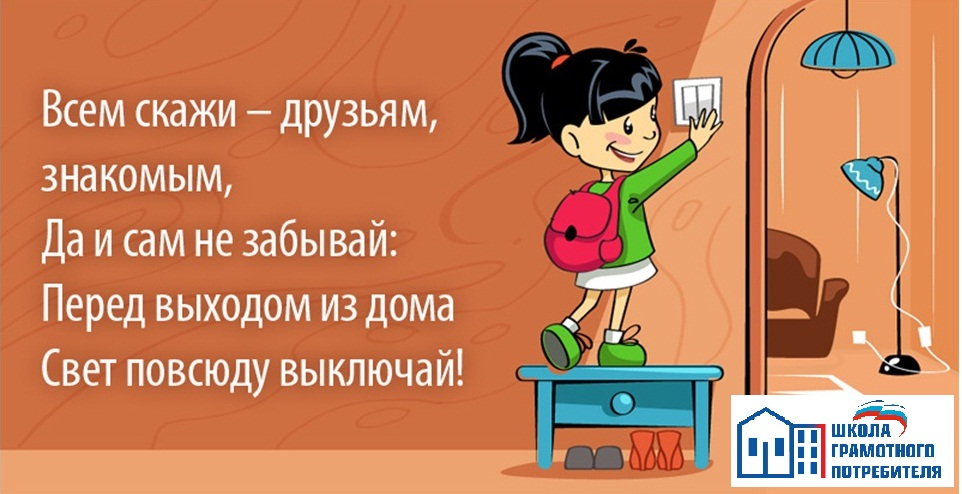 Всем скажи – друзьям,
знакомым,
Да и сам не забывай:
Перед выходом из дома
Свет повсюду выключай!
ШКОЛА
ГРАМОТНОГО
ПОТРЕБИТЕЛЯ